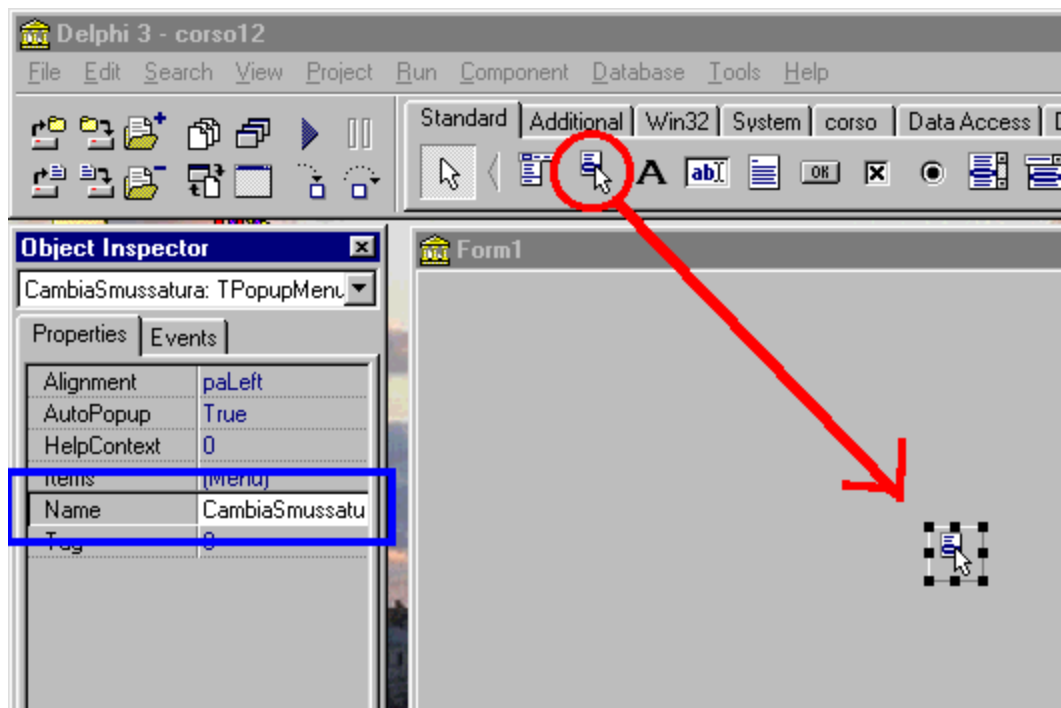 Delphi 3 - corso12
File Edit Search View Project Run Component Database Tools Help
Standard Additional Win32 System corso Data Access
A abI OK
Object Inspector
Form1
CambiaSmussatura: TPopupMenu
Properties Events
Alignment paLeft
AutoPopup True
HelpContext 0
Items (Menu)
Name CambiaSmussatu
Tag 0